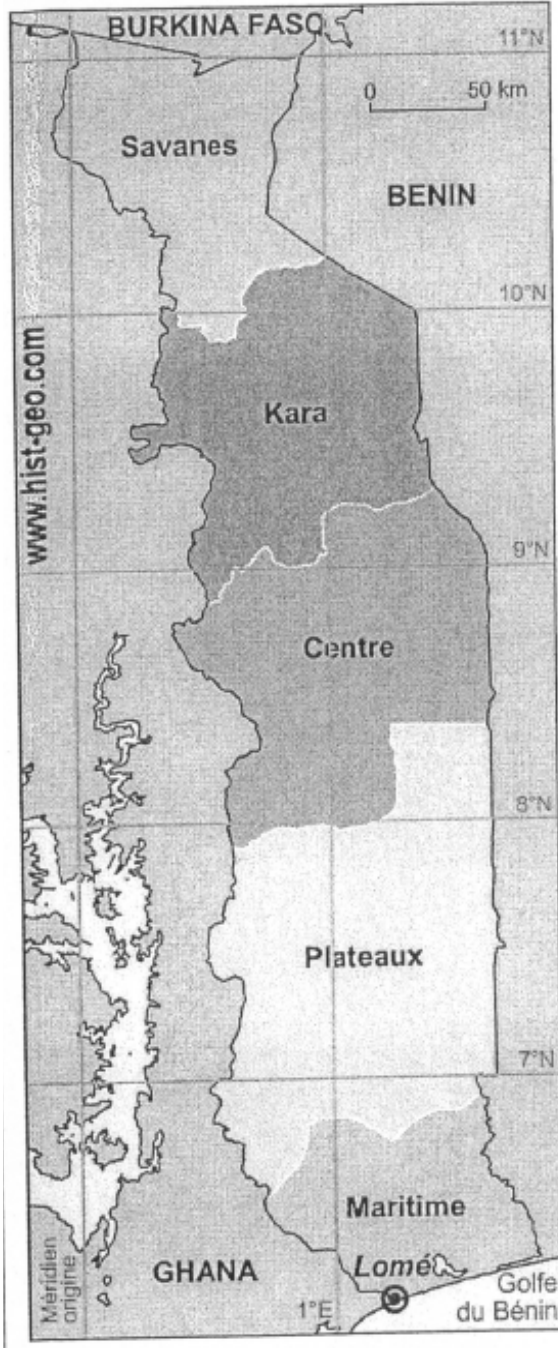 BURKINA FASO
11°N
0 50 km
Savanes
BENIN
10°N
www.hist-geo.com
Kara
9°N
Centre
8°N
Plateaux
7°N
Maritime
Méridien
origine
GHANA
Lomé
Golfe
du Bénin
1°E